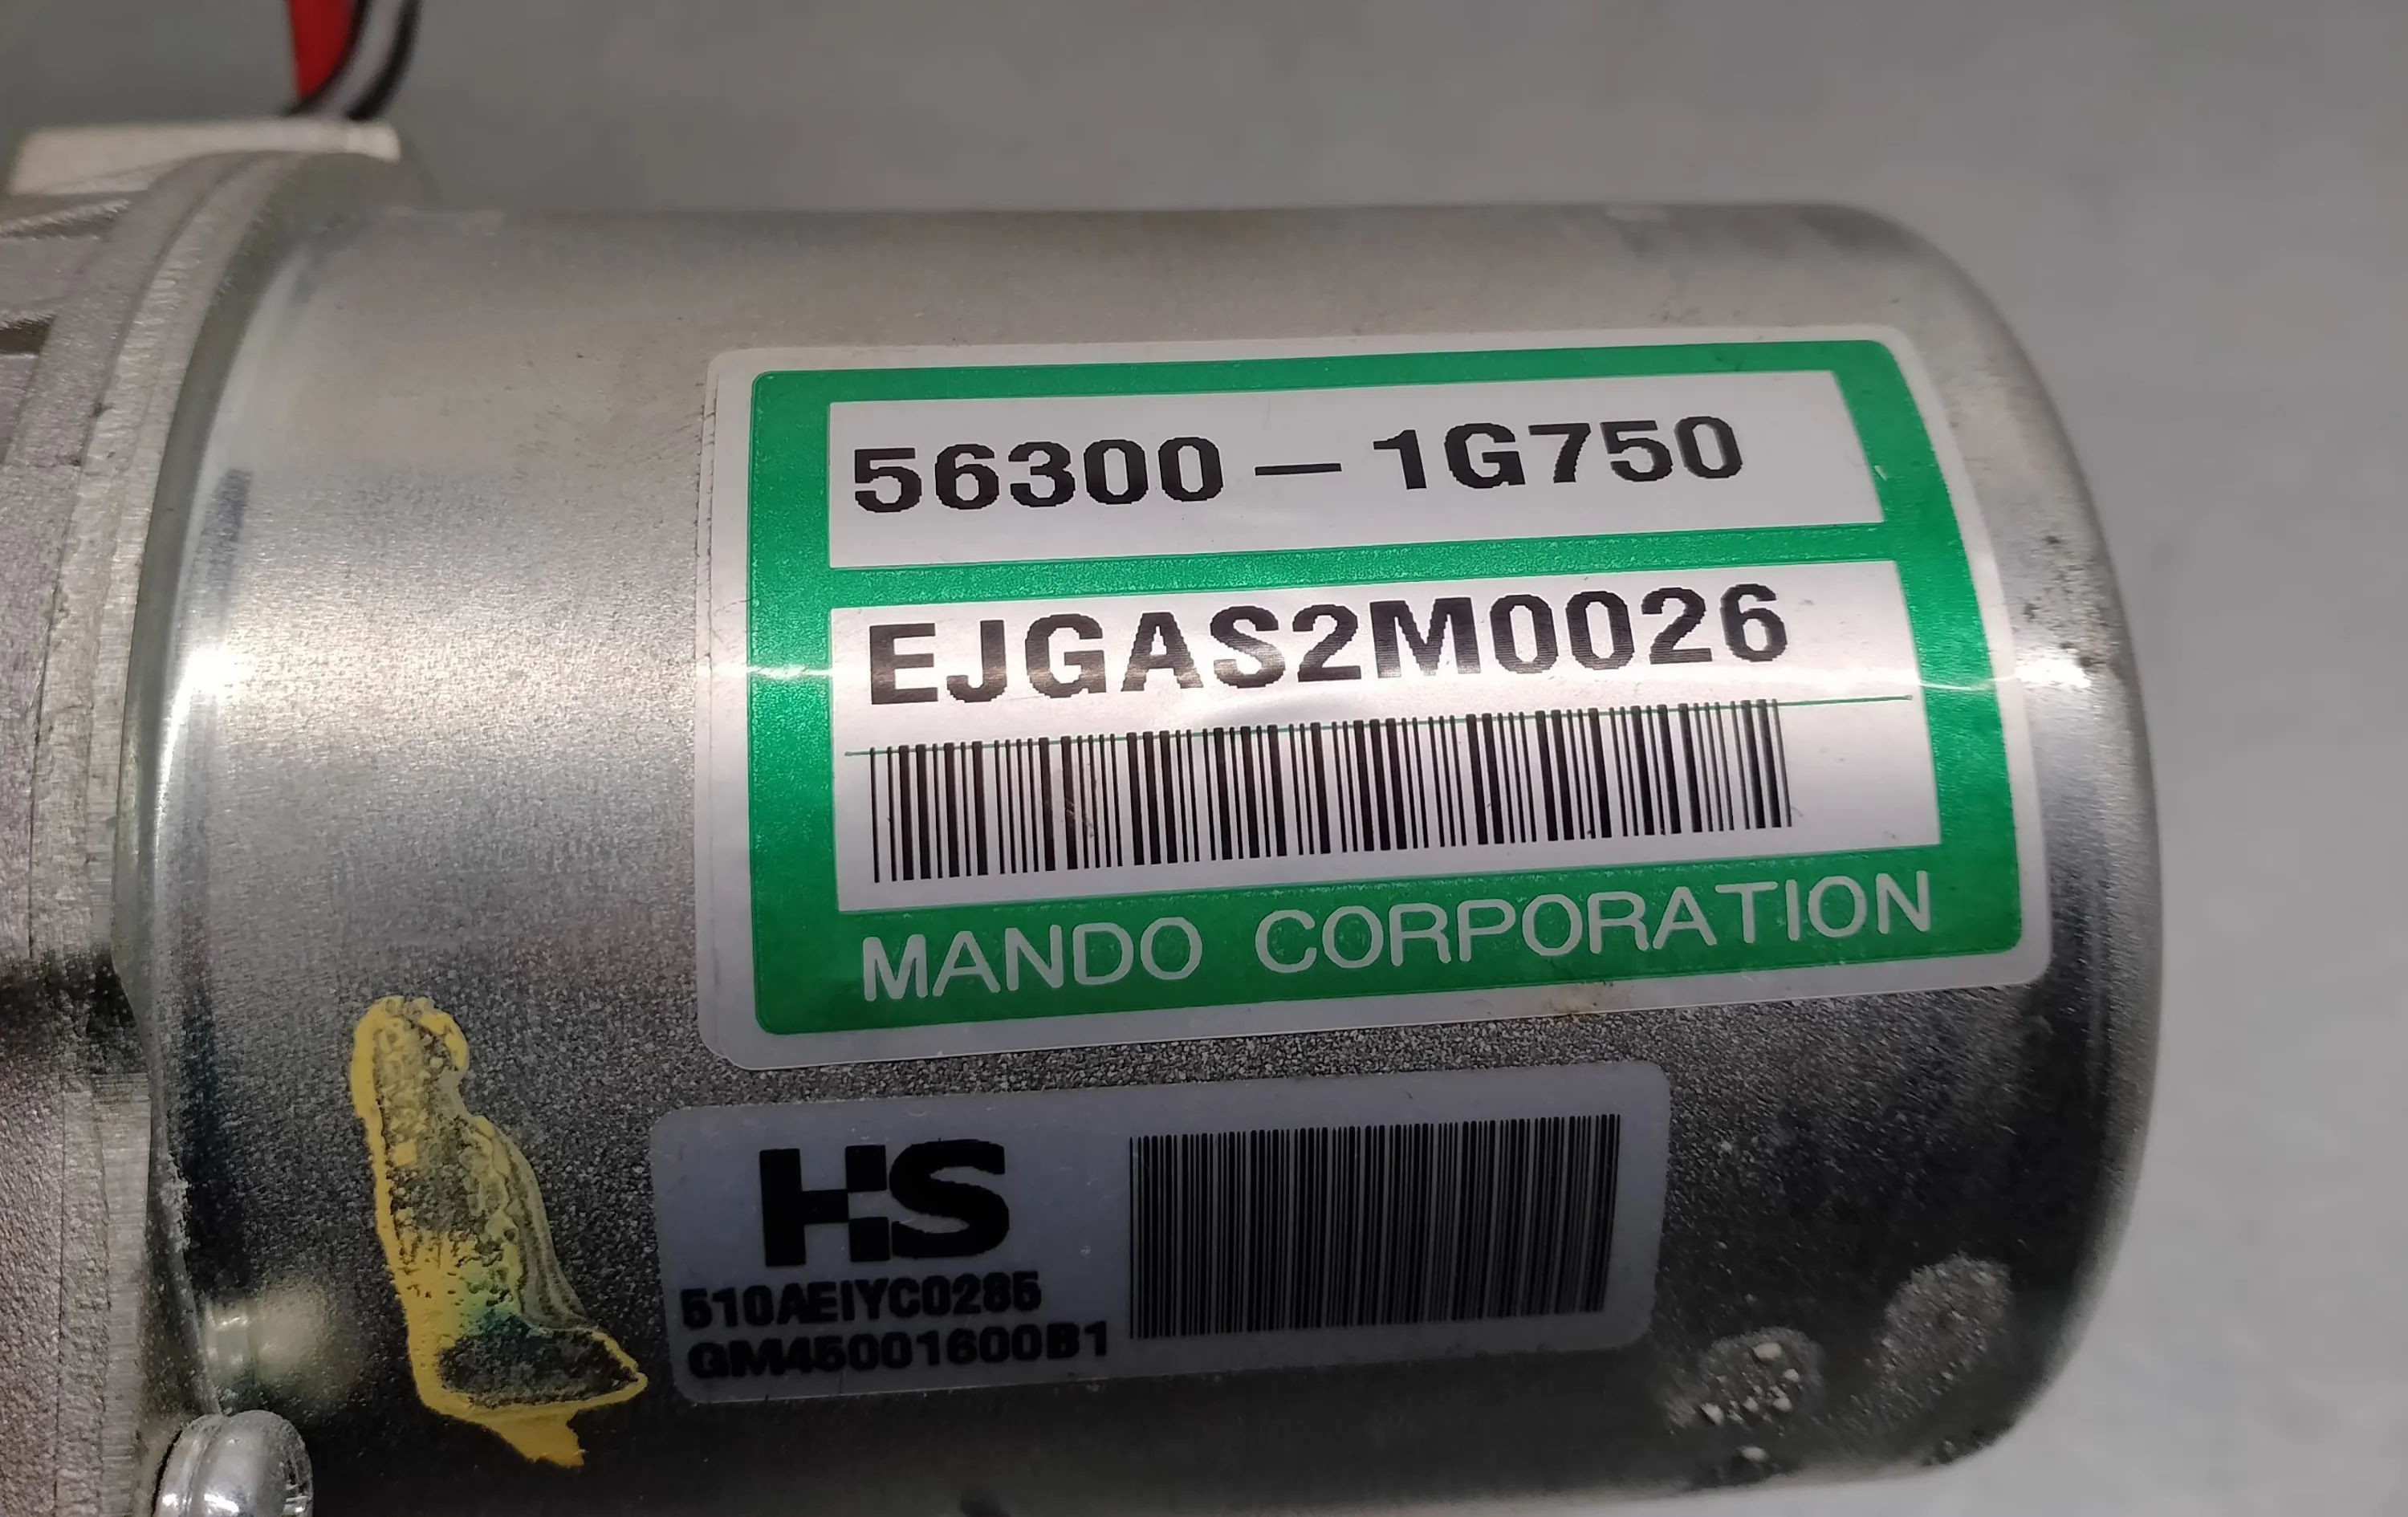 56300-1G750
EJGAS2M0026
MANDO CORPORATION
HS
510AEIYC0285
GM45001600B1